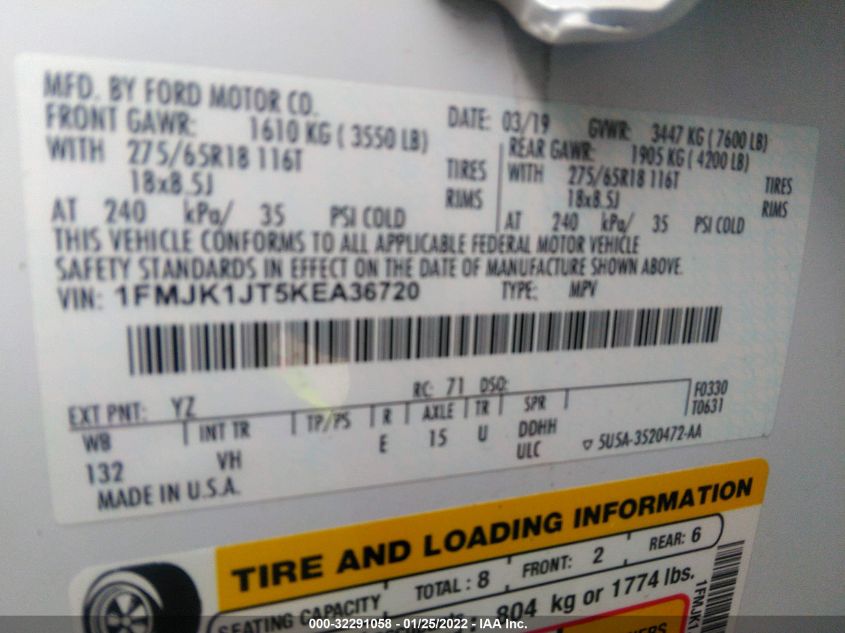 MFD. BY FORD MOTOR CO.
DATE: 03/19 GVWR: 3447 KG ( 7600 LB)
FRONT GAWR: 1610 KG ( 3550 LB)
WITH 275/65R18 116T TIRES
18x8.5J RIMS
AT 240 kPa/ 35 PSI COLD
REAR GAWR: 1905 KG ( 4200 LB)
WITH 275/65R18 116T TIRES
18x8.5J RIMS
AT 240 kPa/ 35 PSI COLD
THIS VEHICLE CONFORMS TO ALL APPLICABLE FEDERAL MOTOR VEHICLE
SAFETY STANDARDS IN EFFECT ON THE DATE OF MANUFACTURE SHOWN ABOVE.
VIN: 1FMJK1JT5KEA36720 TYPE: MPV
EXT PNT: YZ RC: 71 DSO: F0330
WB INT TR TP/PS R AXLE TR SPR T0631
132 VH E 15 U DDHH
ULC ▽ 5U5A-3520472-AA
MADE IN U.S.A.
TIRE AND LOADING INFORMATION
SEATING CAPACITY TOTAL : 8 FRONT: 2 REAR: 6
804 kg or 1774 lbs.
1FMJK1
000-32291058 - 01/25/2022 - IAA Inc.